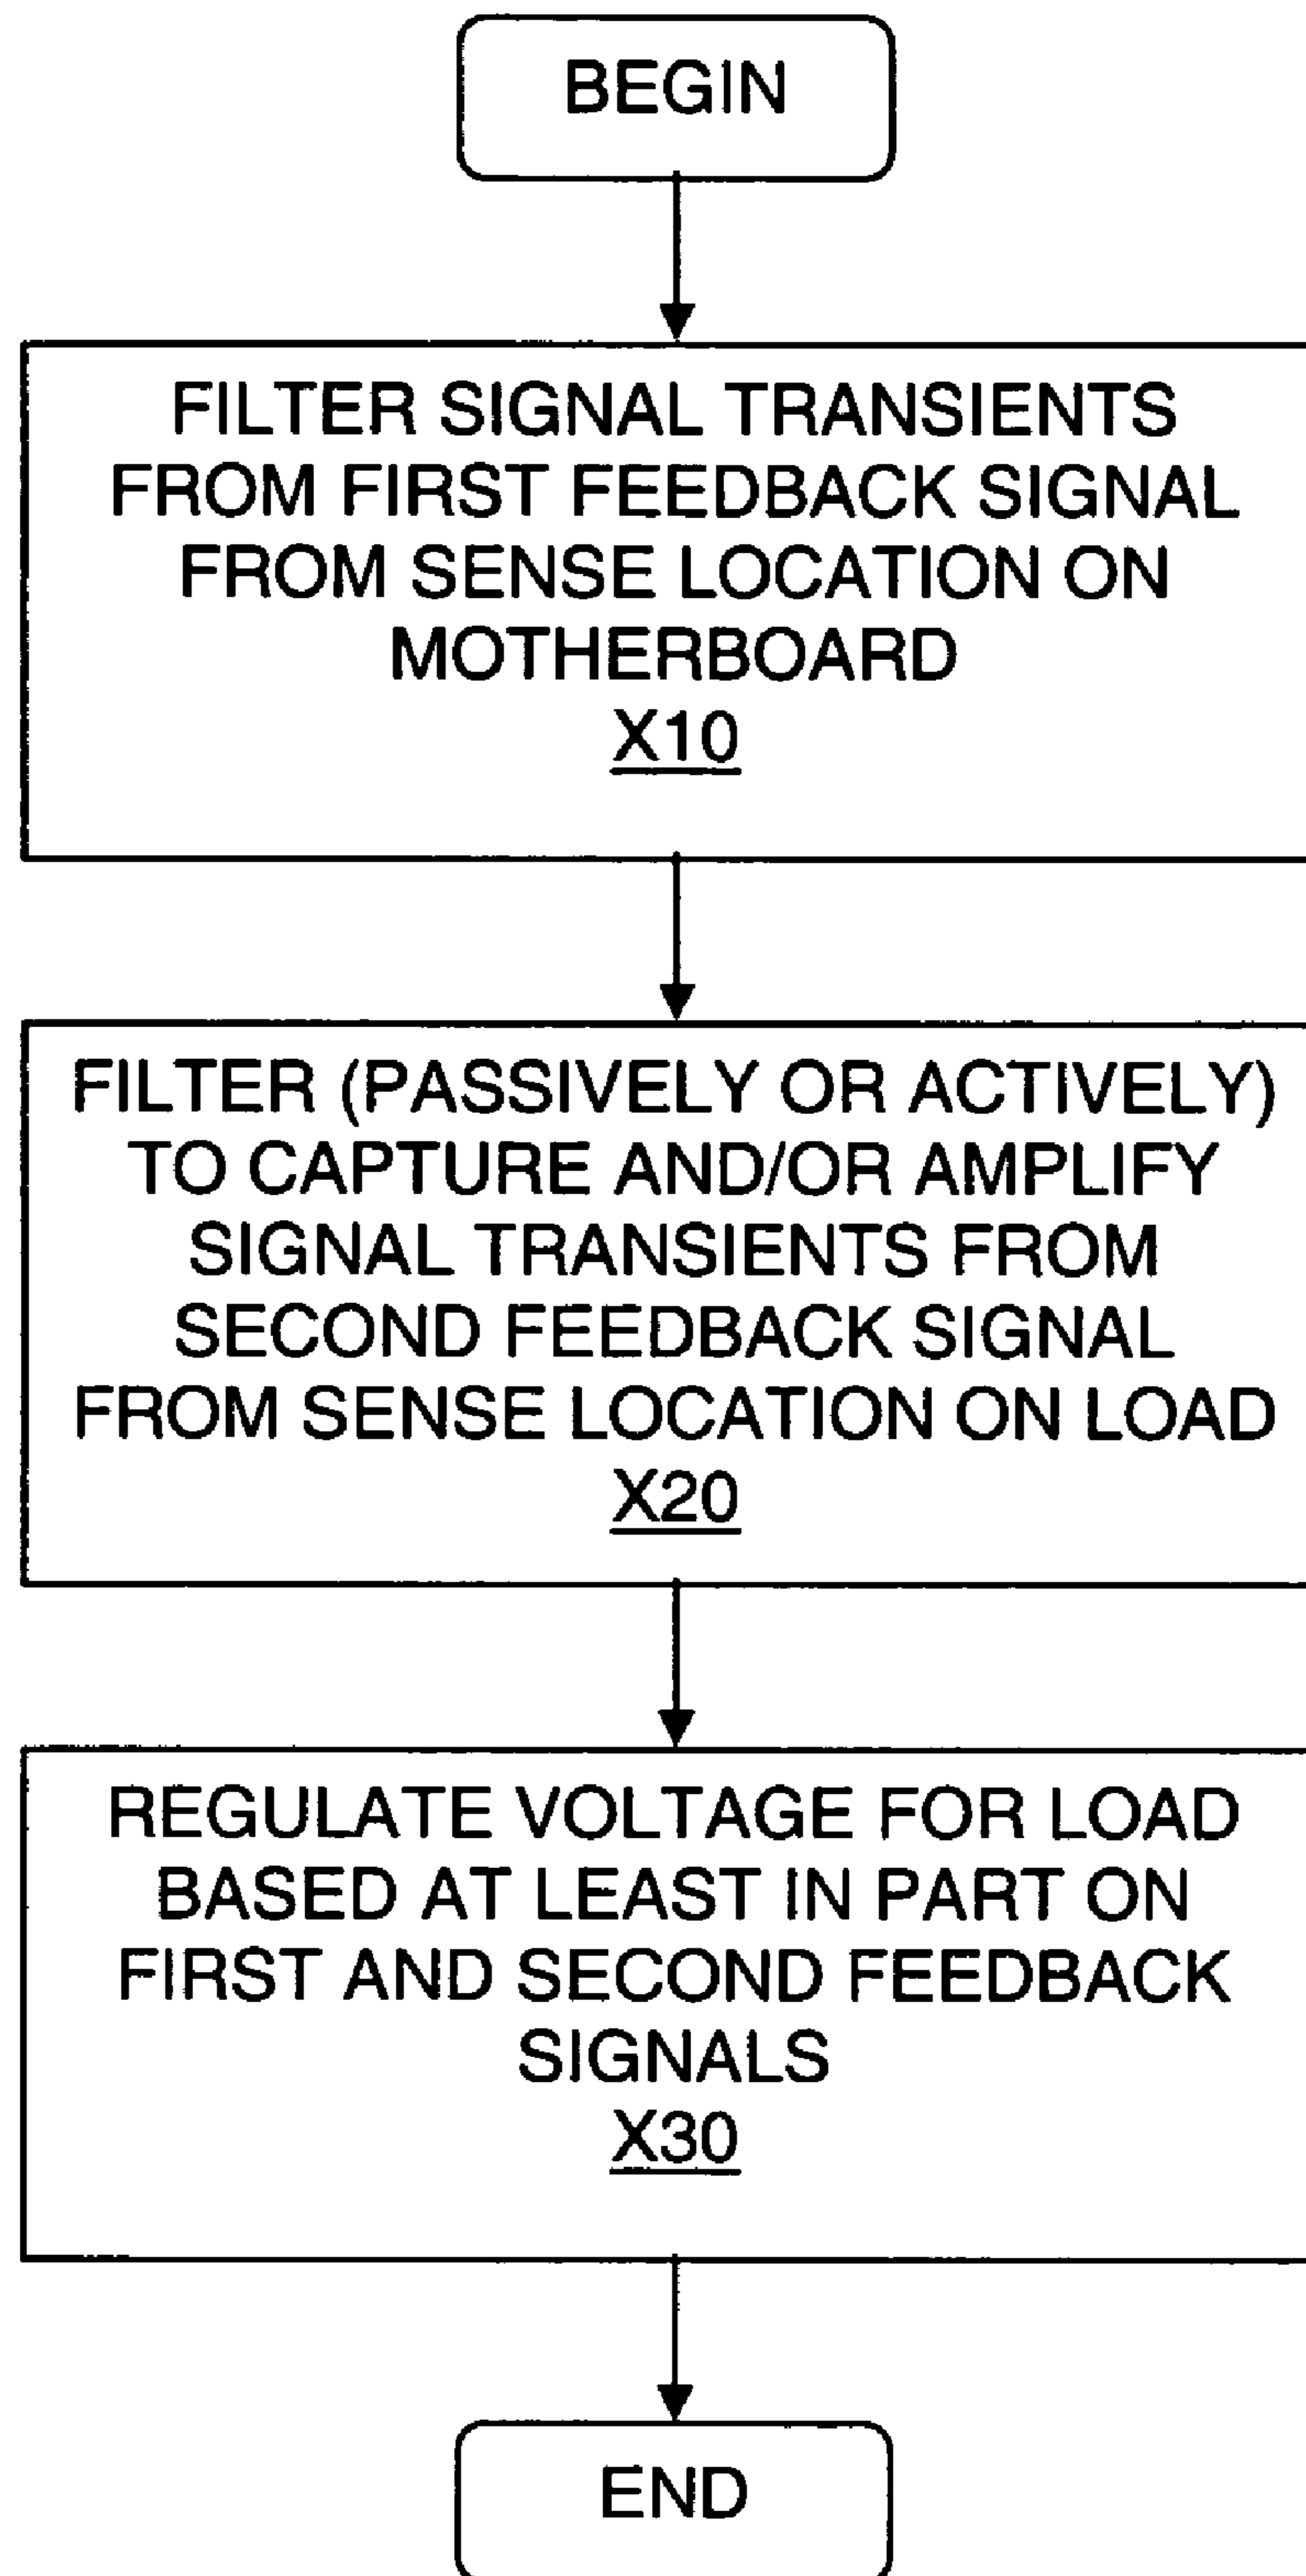 BEGIN
FILTER SIGNAL TRANSIENTS
FROM FIRST FEEDBACK SIGNAL
FROM SENSE LOCATION ON
MOTHERBOARD
X10
FILTER (PASSIVELY OR ACTIVELY)
TO CAPTURE AND/OR AMPLIFY
SIGNAL TRANSIENTS FROM
SECOND FEEDBACK SIGNAL
FROM SENSE LOCATION ON LOAD
X20
REGULATE VOLTAGE FOR LOAD
BASED AT LEAST IN PART ON
FIRST AND SECOND FEEDBACK
SIGNALS
X30
END